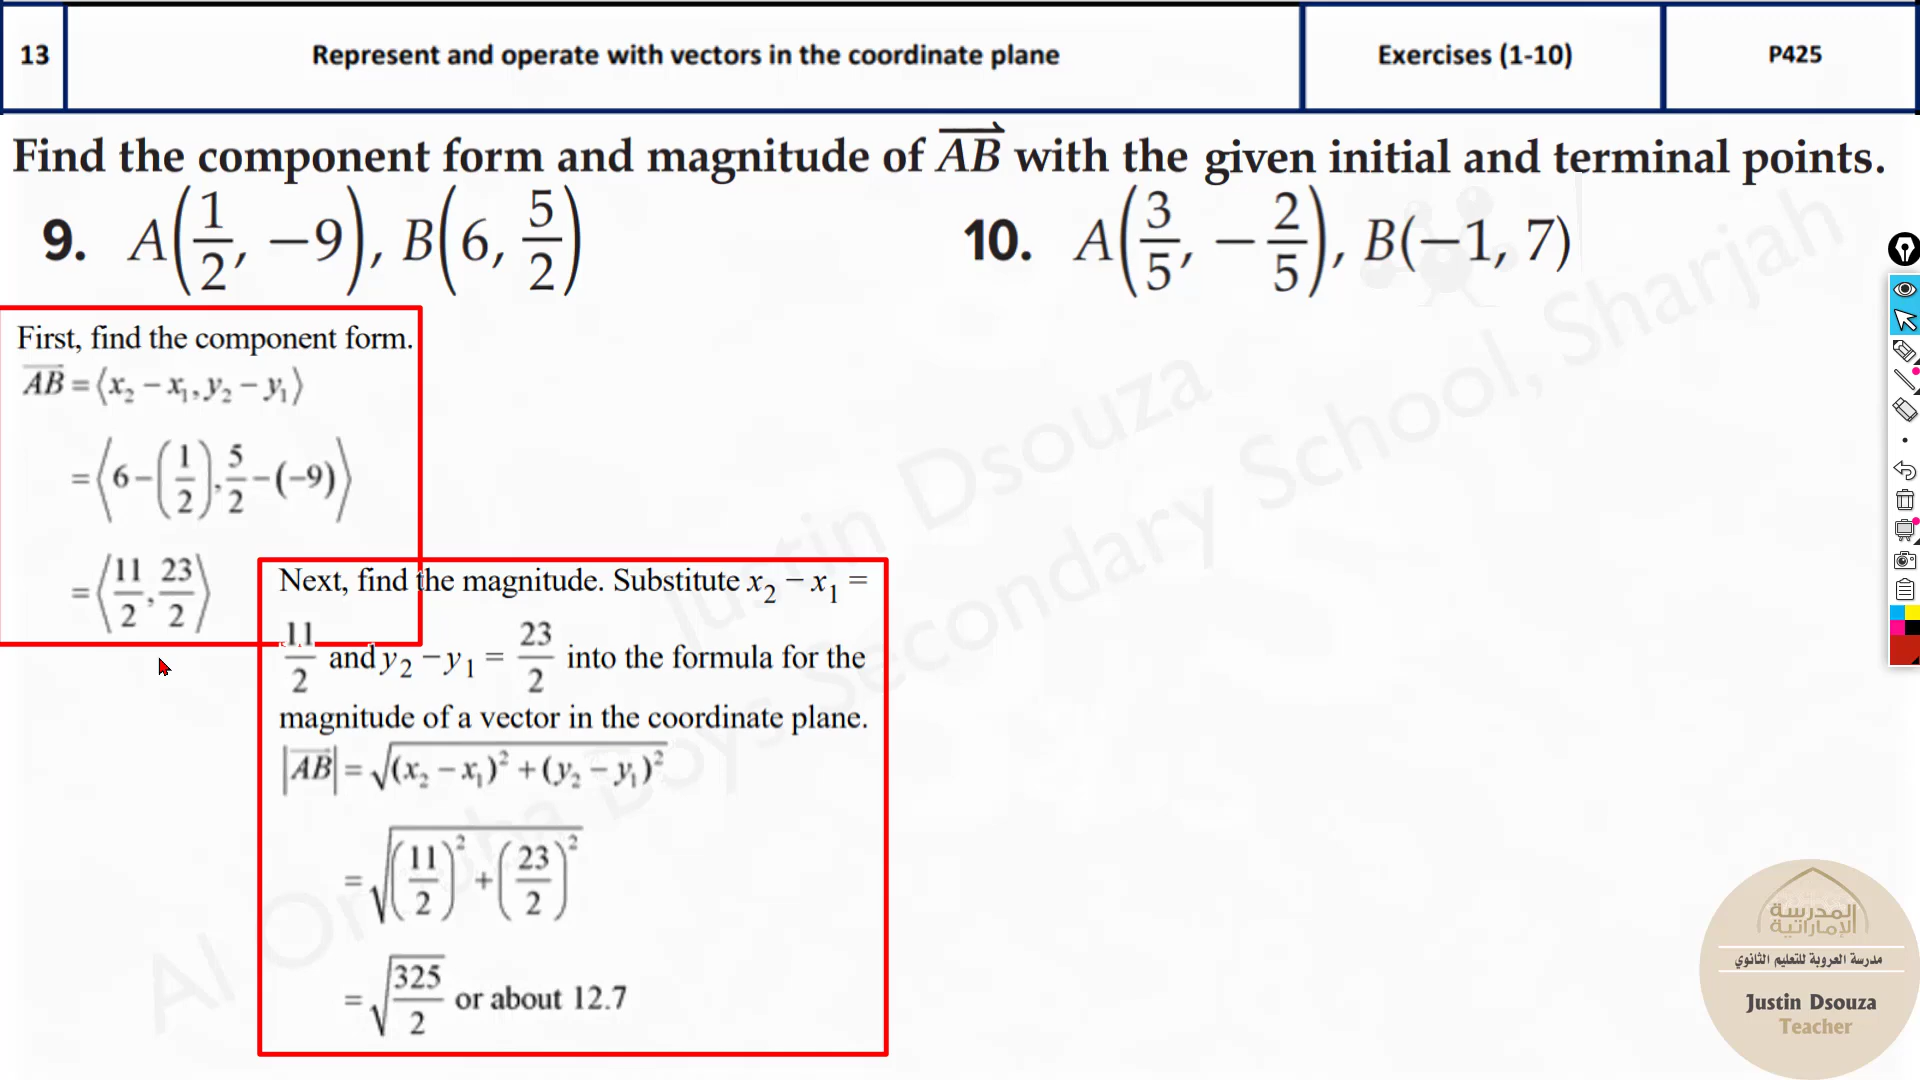 13 Represent and operate with vectors in the coordinate plane Exercises (1-10) P425
Find the component form and magnitude of \overrightarrow{AB} with the given initial and terminal points.
9. A(1/2, −9), B(6, 5/2)
10. A(3/5, −2/5), B(−1, 7)
First, find the component form.
\overline{AB} = ⟨x₂ − x₁, y₂ − y₁⟩
= ⟨6 − (1/2), 5/2 − (−9)⟩
= ⟨11/2, 23/2⟩
Next, find the magnitude. Substitute x₂ − x₁ =
11/2 and y₂ − y₁ = 23/2 into the formula for the
magnitude of a vector in the coordinate plane.
|\overline{AB}| = √((x₂ − x₁)² + (y₂ − y₁)²)
= √((11/2)² + (23/2)²)
= √(325/2) or about 12.7
Justin Dsouza
Al Orooba Boys Secondary School, Sharjah
المدرسة
الإماراتية
مدرسة العروبة للتعليم الثانوي
Justin Dsouza
Teacher